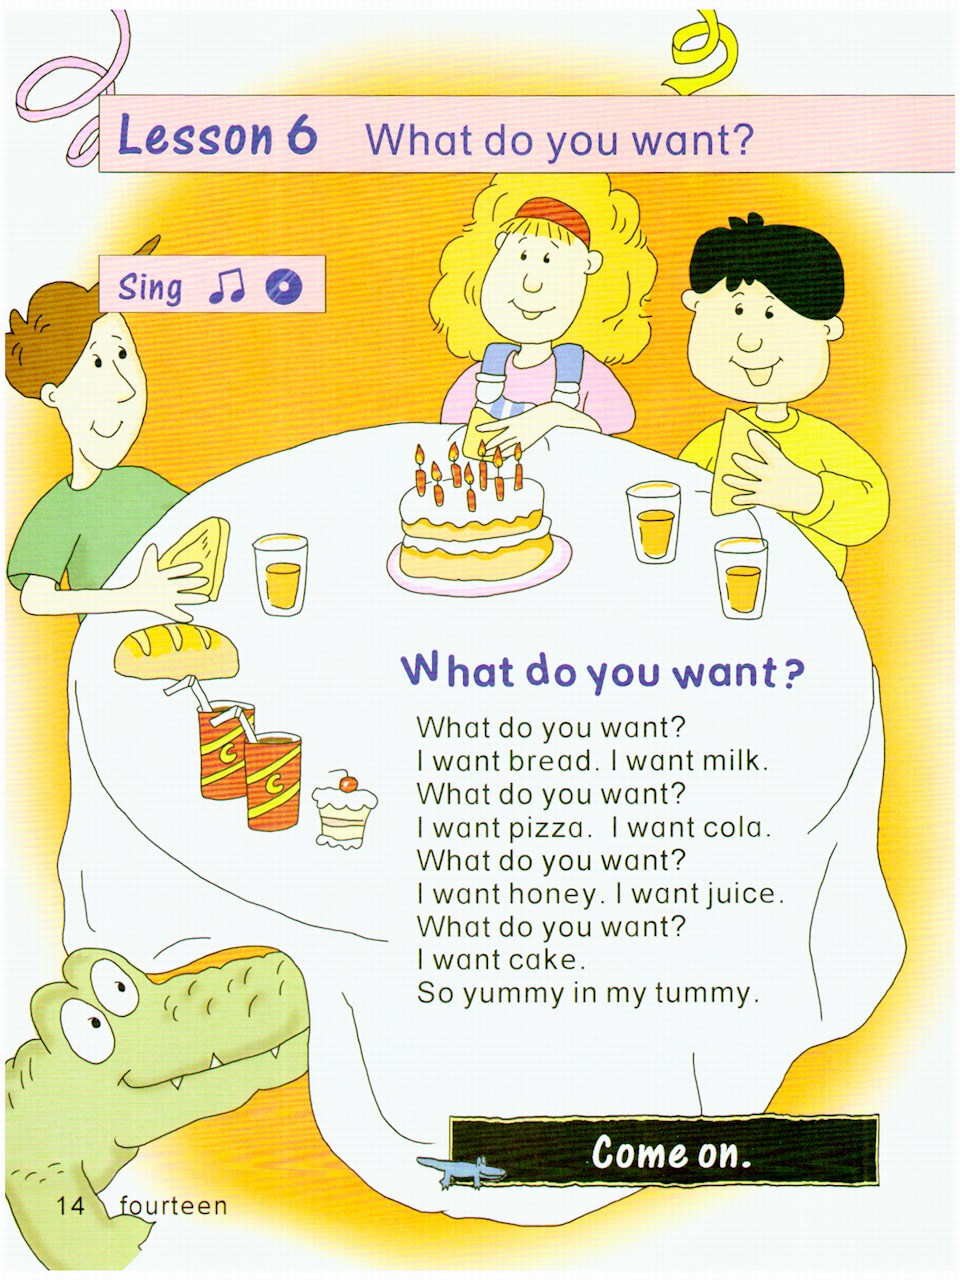 Lesson 6 What do you want?
Sing
C
C
What do you want?
What do you want?
I want bread. I want milk.
What do you want?
I want pizza. I want cola.
What do you want?
I want honey. I want juice.
What do you want?
I want cake.
So yummy in my tummy.
Come on.
14 fourteen